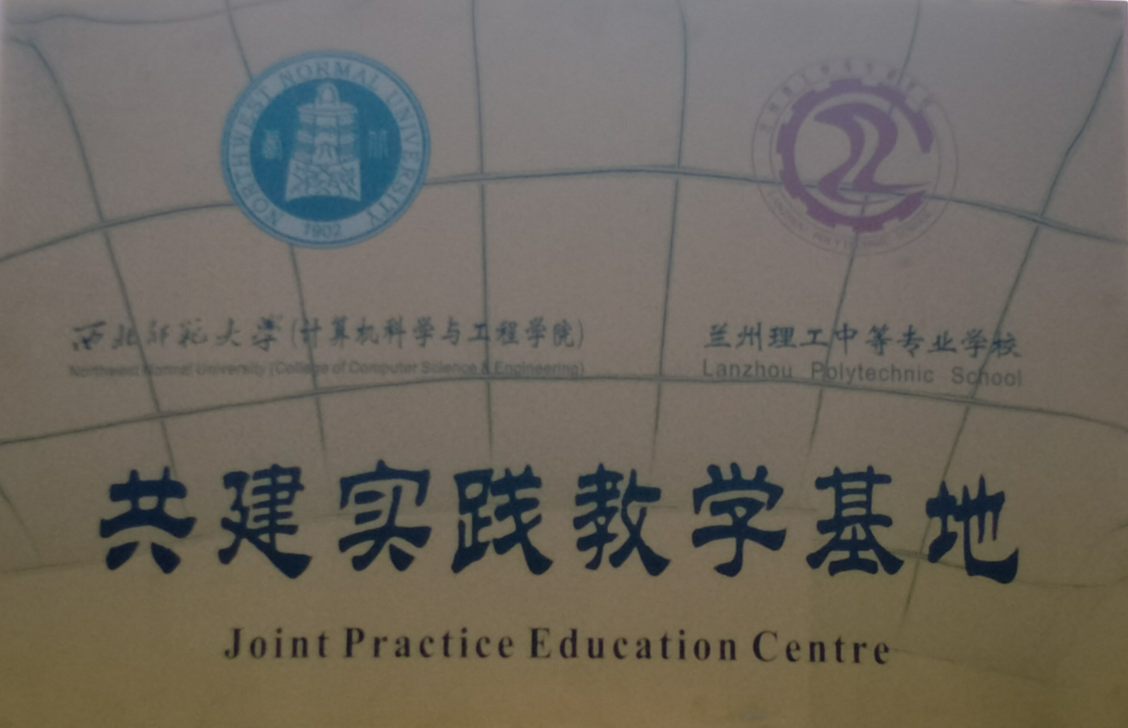 NORTHWEST NORMAL UNIVERSITY
1902
西北师范大学(计算机科学与工程学院)
兰州理工中等专业学校
Northwest Normal University (College of Computer Science & Engineering)
Lanzhou Polytechnic School
共建实践教学基地
Joint Practice Education Centre